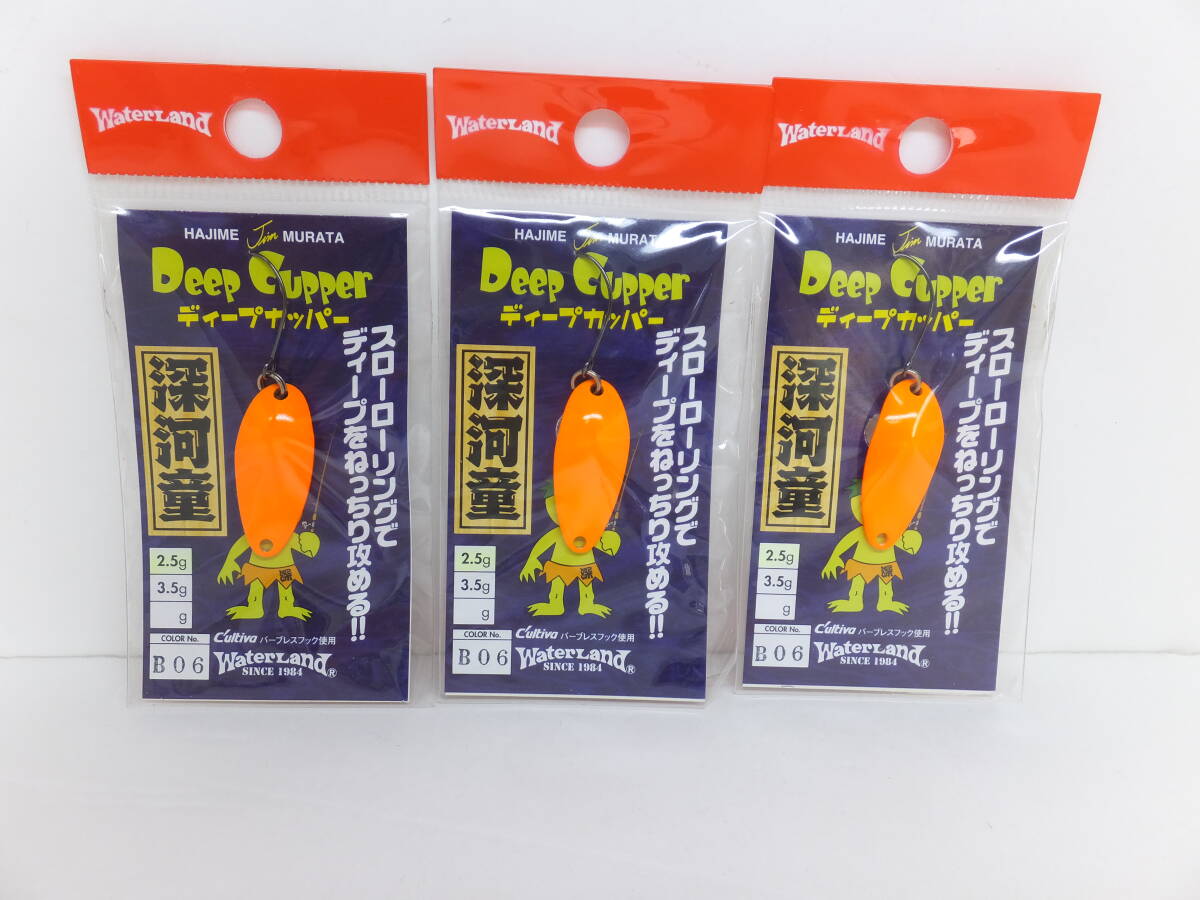 WaterLand
HAJIME Jim MURATA
Deep Cupper
ディープカッパー
スローローリングで
ディープをねっちり攻める!!
深河童
2.5g
3.5g
g
COLOR No.
B06
C'ultiva バーブレスフック使用
WaterLand®
SINCE 1984
WaterLand
HAJIME Jim MURATA
Deep Cupper
ディープカッパー
スローローリングで
ディープをねっちり攻める!!
深河童
2.5g
3.5g
g
COLOR No.
B06
C'ultiva バーブレスフック使用
WaterLand®
SINCE 1984
WaterLand
HAJIME Jim MURATA
Deep Cupper
ディープカッパー
スローローリングで
ディープをねっちり攻める!!
深河童
2.5g
3.5g
g
COLOR No.
B06
C'ultiva バーブレスフック使用
WaterLand®
SINCE 1984